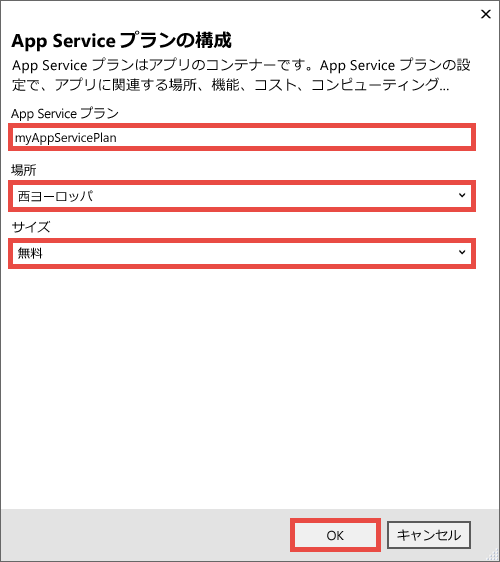 App Service プランの構成
App Service プランはアプリのコンテナーです。App Service プランの設
定で、アプリに関連する場所、機能、コスト、コンピューティング...
App Service プラン
myAppServicePlan
場所
西ヨーロッパ
サイズ
無料
OK
キャンセル